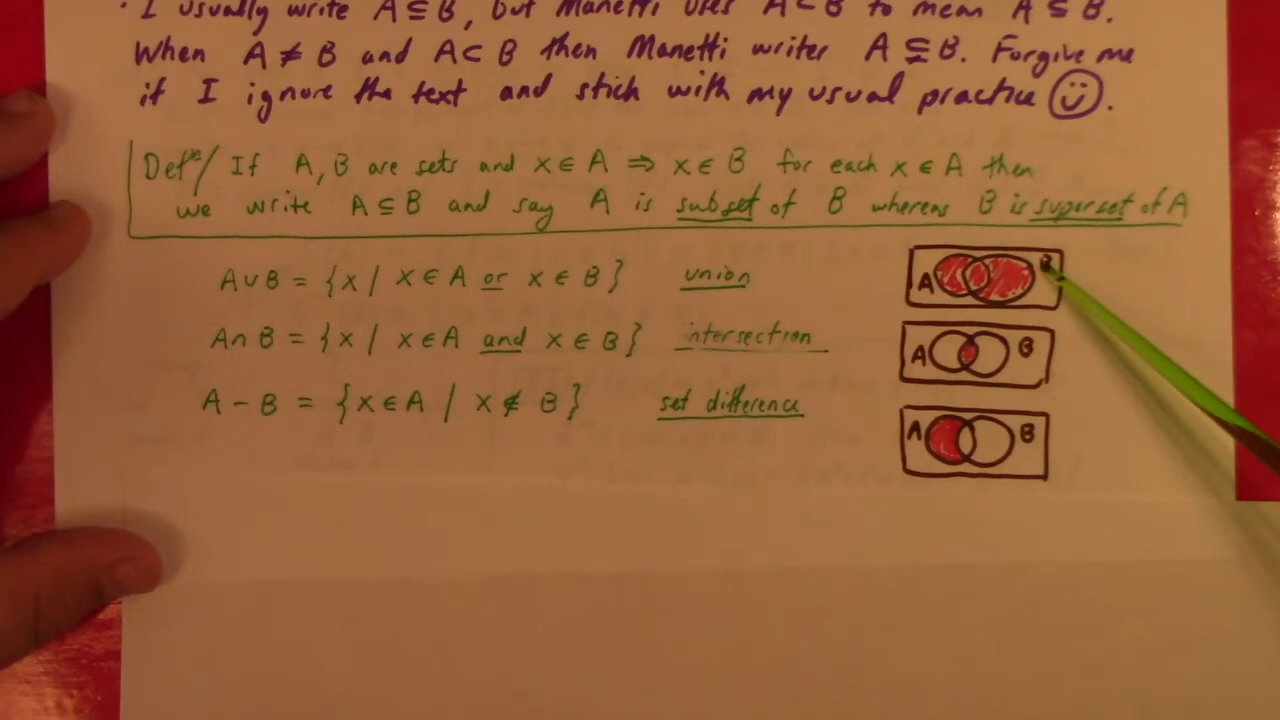 · I usually write A ⊆ B, but Manetti uses A ⊂ B to mean A ⊆ B.
When A ≠ B and A ⊂ B then Manetti writer A ⊊ B. Forgive me
if I ignore the text and stich with my usual practice ☺.
Defⁿ/ If A, B are sets and x ∈ A ⇒ x ∈ B for each x ∈ A then
we write A ⊆ B and say A is subset of B whereas B is superset of A
A ∪ B = {x | x ∈ A or x ∈ B} union
A B
A ∩ B = {x | x ∈ A and x ∈ B} intersection
A B
A − B = {x ∈ A | x ∉ B} set difference
A B